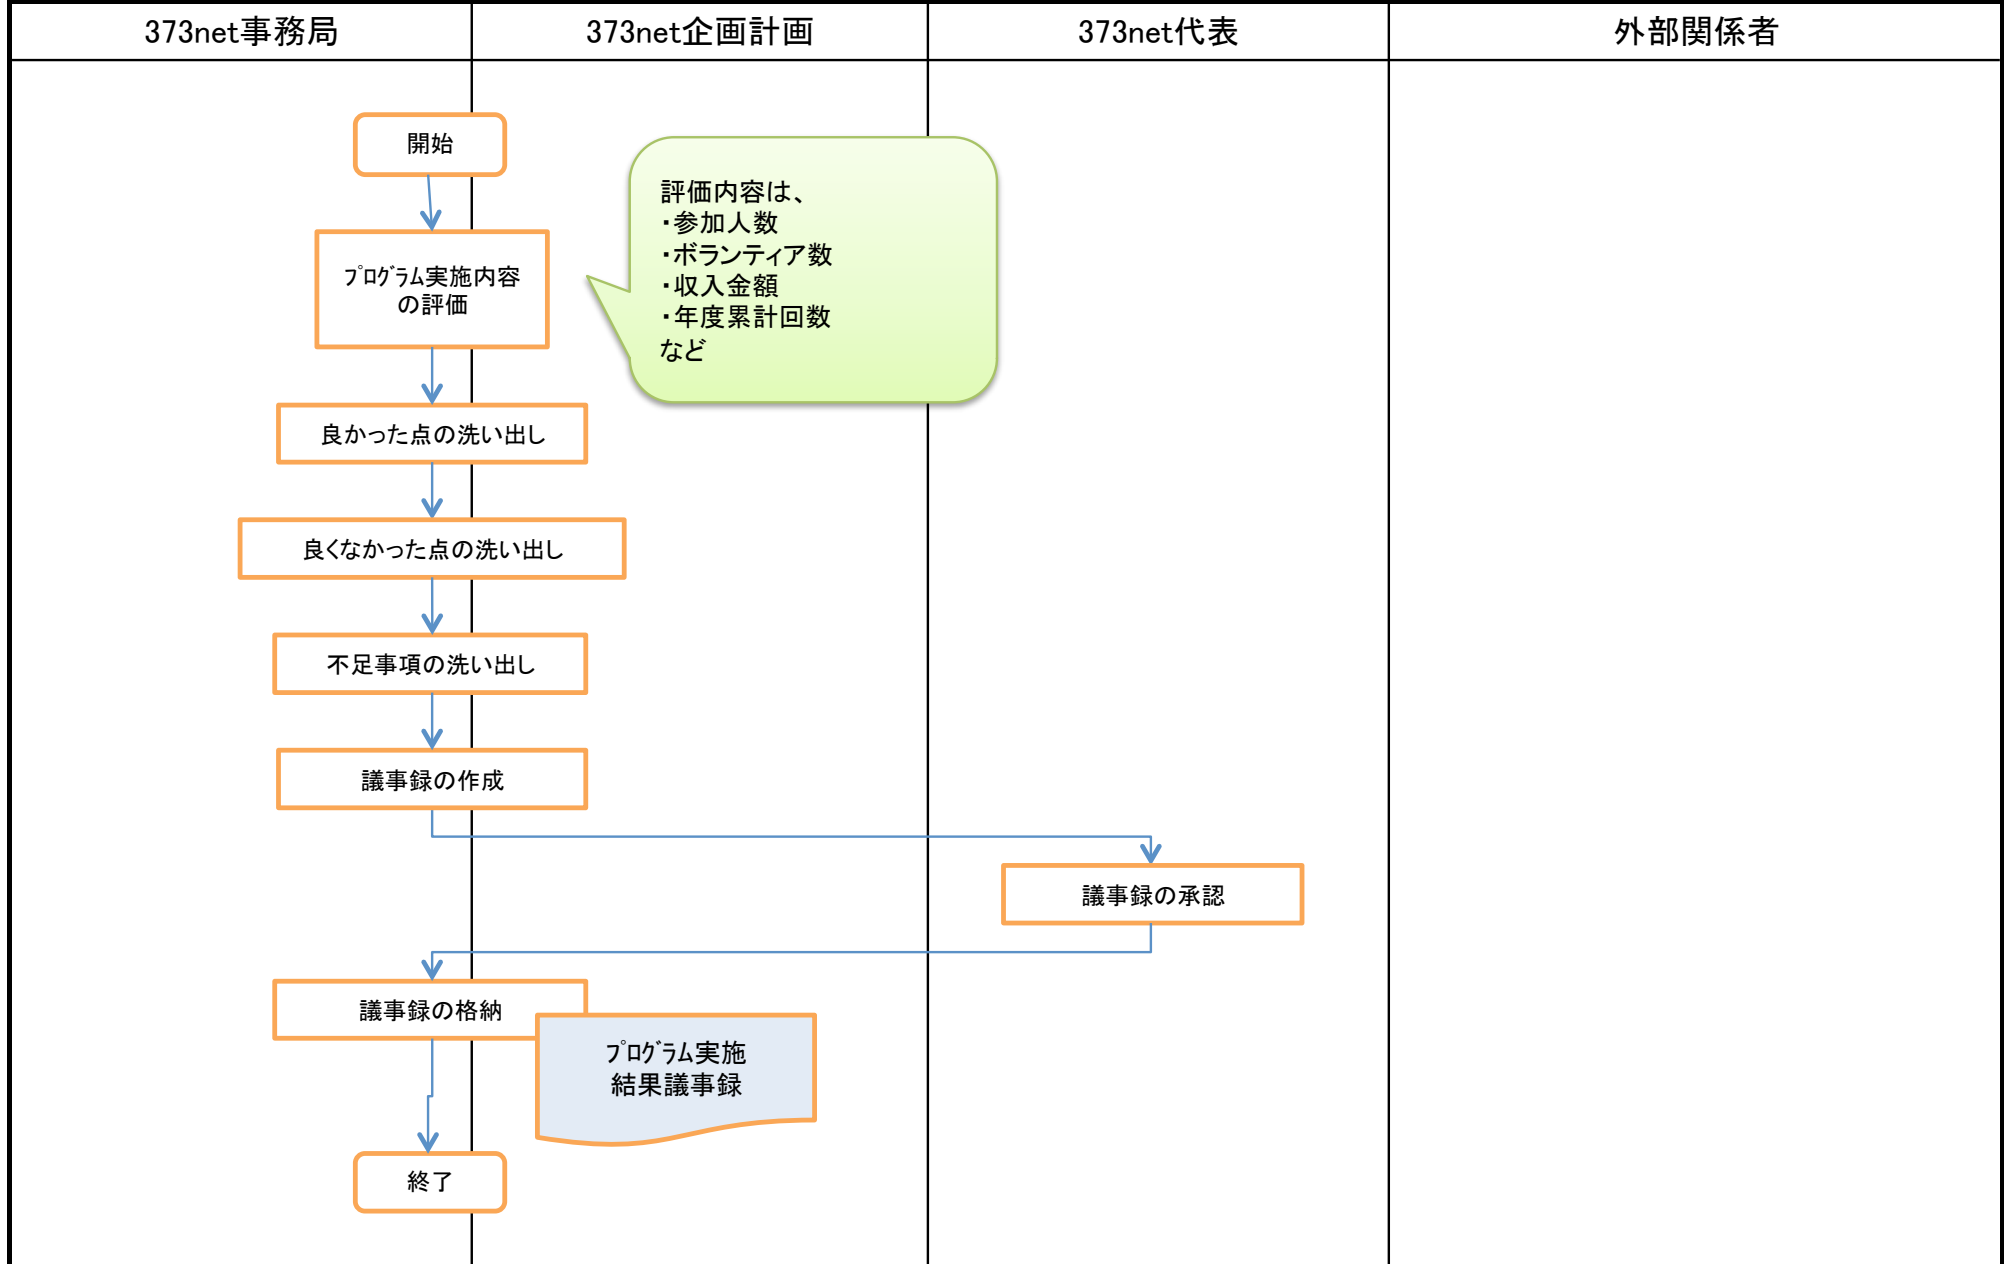 373net事務局
373net企画計画
373net代表
外部関係者
開始
評価内容は、
・参加人数
・ボランティア数
・収入金額
・年度累計回数
など
ﾌﾟﾛｸﾞﾗﾑ実施内容
の評価
良かった点の洗い出し
良くなかった点の洗い出し
不足事項の洗い出し
議事録の作成
議事録の承認
議事録の格納
ﾌﾟﾛｸﾞﾗﾑ実施
結果議事録
終了